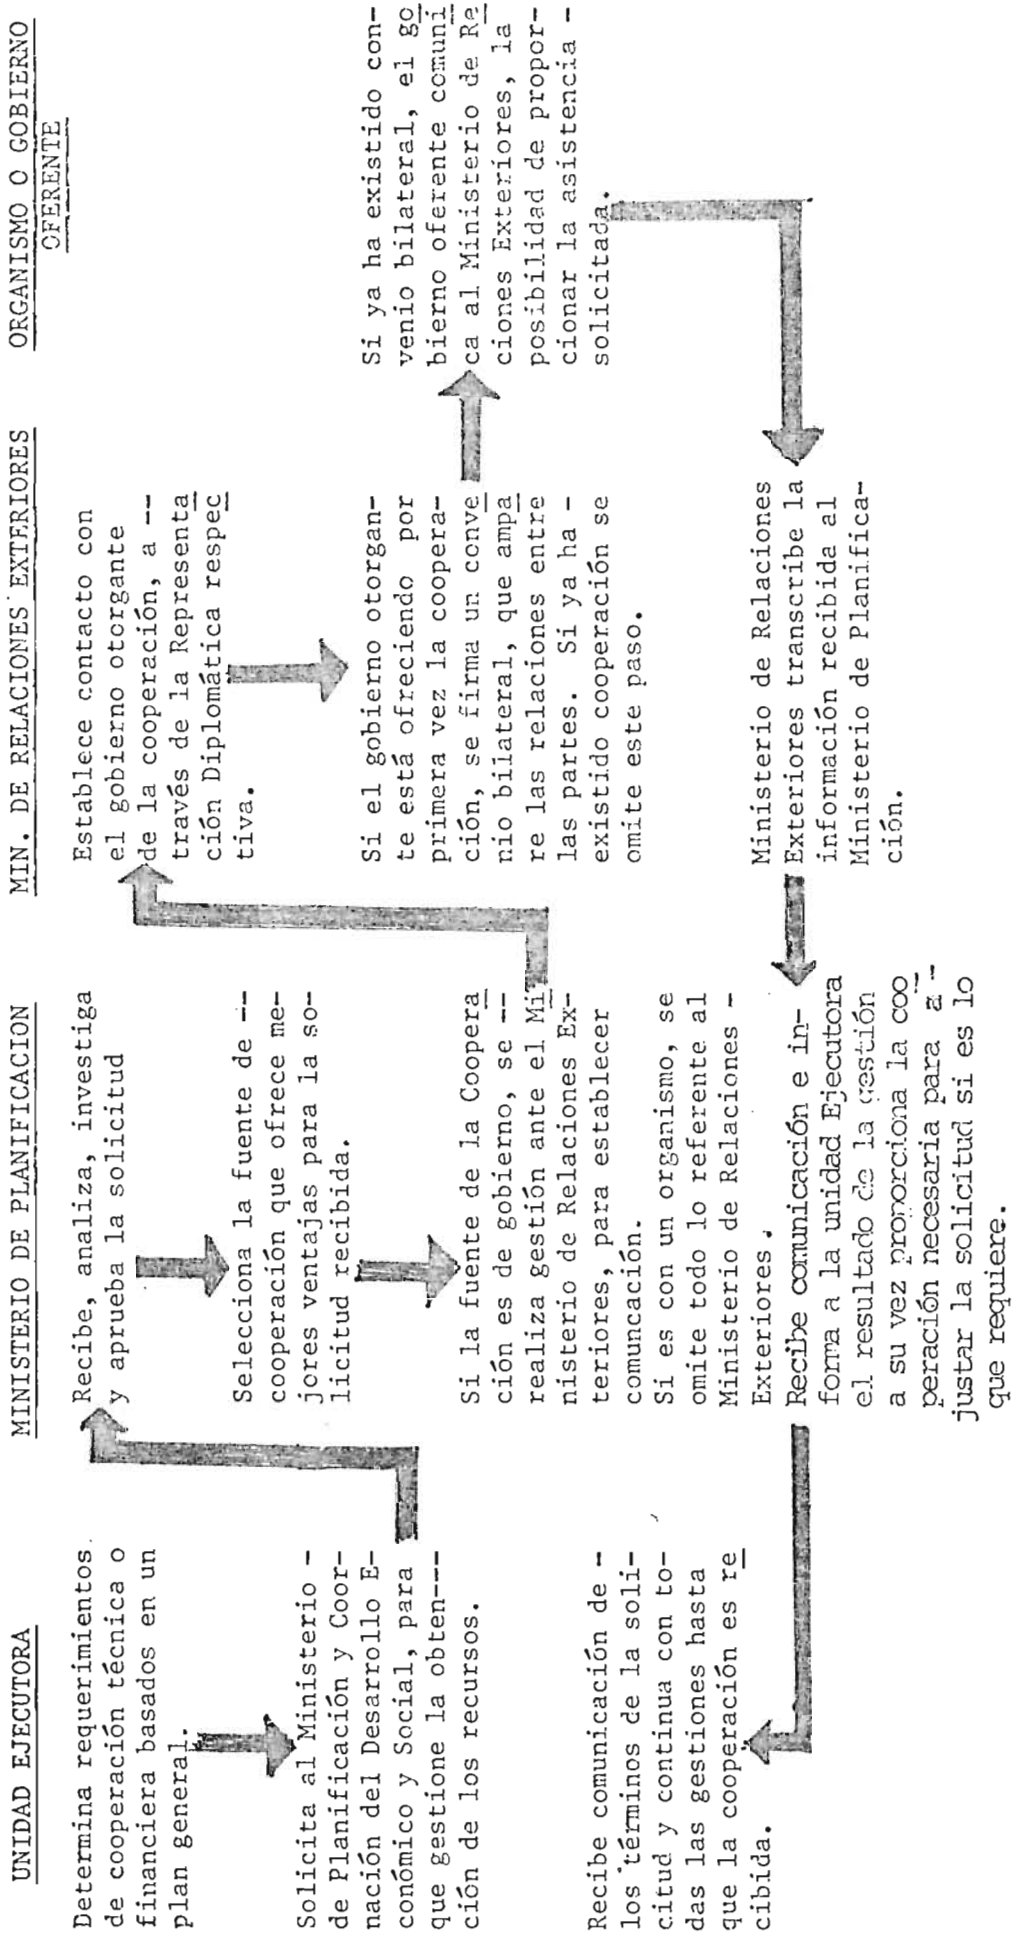 UNIDAD EJECUTORA
Determina requerimientos
de cooperación técnica o
financiera basados en un
plan general.
Solicita al Ministerio -
de Planificación y Coor-
nación del Desarrollo E-
conómico y Social, para
que gestione la obten---
ción de los recursos.
Recibe comunicación de -
los términos de la soli-
citud y continua con to-
das las gestiones hasta
que la cooperación es re
cibida.
MINISTERIO DE PLANIFICACION
Recibe, analiza, investiga
y aprueba la solicitud
Selecciona la fuente de --
cooperación que ofrece me-
jores ventajas para la so-
licitud recibida.
Si la fuente de la Coopera
ción es de gobierno, se --
realiza gestión ante el Mi
nisterio de Relaciones Ex-
teriores, para establecer
comuncación.
Si es con un organismo, se
omite todo lo referente al
Ministerio de Relaciones -
Exteriores.
Recibe comunicación e in-
forma a la unidad Ejecutora
el resultado de la gestión
a su vez proporciona la coo
peración necesaria para a -
justar la solicitud si es lo
que requiere.
MIN. DE RELACIONES EXTERIORES
Establece contacto con
el gobierno otorgante
de la cooperación, a --
través de la Representa
ción Diplomática respec
tiva.
Si el gobierno otorgan-
te está ofreciendo por
primera vez la coopera-
ción, se firma un conve
nio bilateral, que ampa
re las relaciones entre
las partes. Si ya ha -
existido cooperación se
omite este paso.
Ministerio de Relaciones
Exteriores transcribe la
información recibida al
Ministerio de Planifica-
ción.
ORGANISMO O GOBIERNO
OFERENTE
Si ya ha existido con-
venio bilateral, el go
bierno oferente comuni
ca al Ministerio de Re
ciones Exteriores, la
posibilidad de propor-
cionar la asistencia -
solicitada.